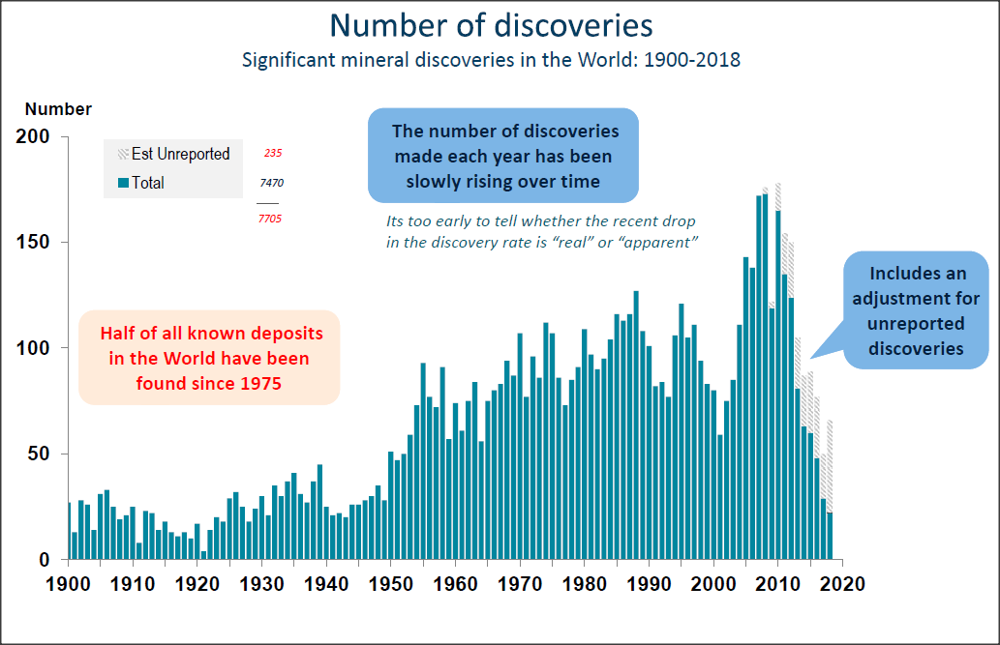 Number of discoveries
Significant mineral discoveries in the World: 1900-2018
Number
200
150
100
50
0
Est Unreported 235
Total 7470
7705
The number of discoveries
made each year has been
slowly rising over time
Its too early to tell whether the recent drop
in the discovery rate is “real” or “apparent”
Includes an
adjustment for
unreported
discoveries
Half of all known deposits
in the World have been
found since 1975
1900 1910 1920 1930 1940 1950 1960 1970 1980 1990 2000 2010 2020